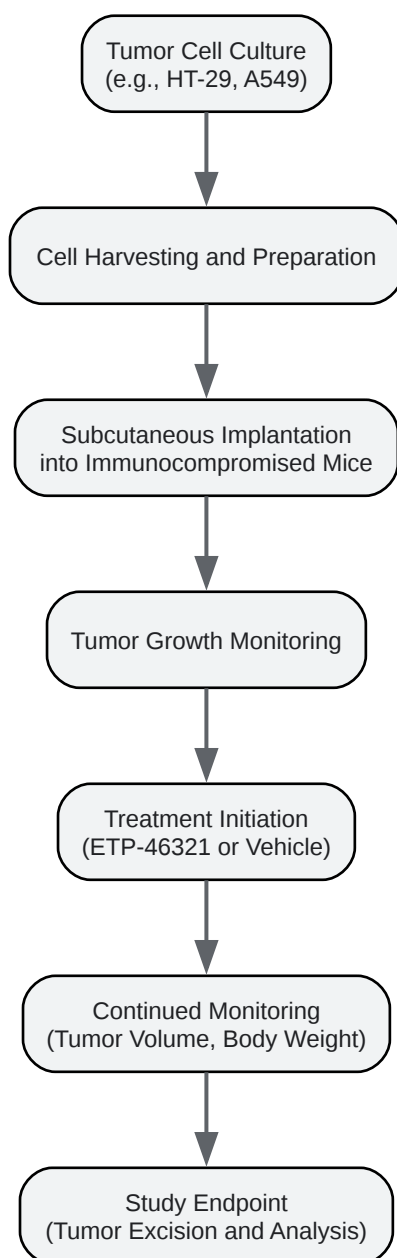 Tumor Cell Culture
(e.g., HT-29, A549)
Cell Harvesting and Preparation
Subcutaneous Implantation
into Immunocompromised Mice
Tumor Growth Monitoring
Treatment Initiation
(ETP-46321 or Vehicle)
Continued Monitoring
(Tumor Volume, Body Weight)
Study Endpoint
(Tumor Excision and Analysis)